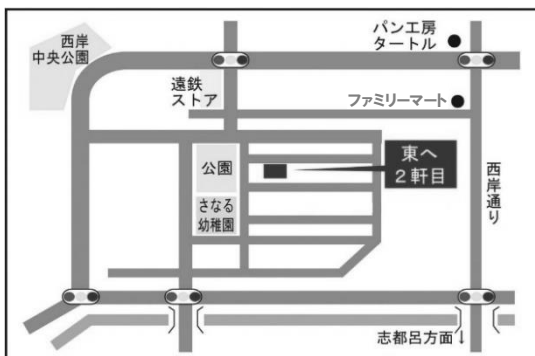 西岸
中央公園
パン工房
タートル
遠鉄
ストア
ファミリーマート
公園
東へ
2軒目
さなる
幼稚園
西岸通り
志都呂方面↓